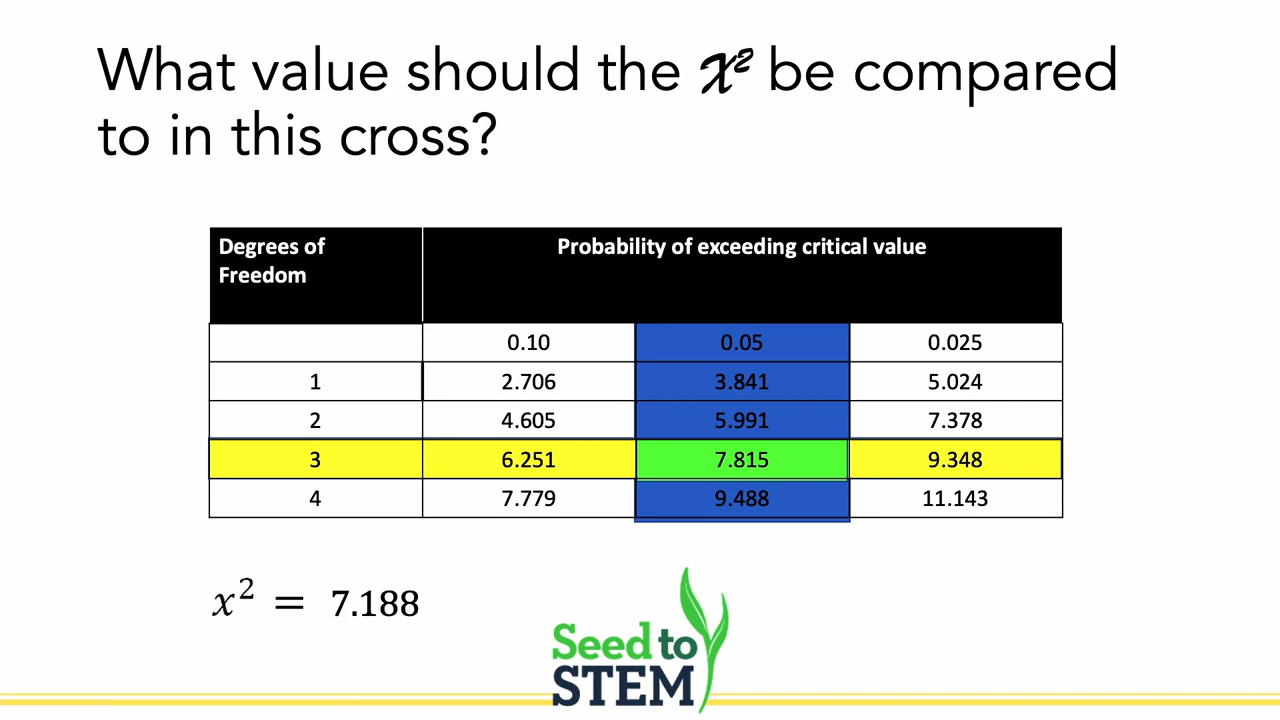 What value should the x² be compared
to in this cross?
Degrees of Freedom Probability of exceeding critical value
0.10 0.05 0.025
1 2.706 3.841 5.024
2 4.605 5.991 7.378
3 6.251 7.815 9.348
4 7.779 9.488 11.143
x² = 7.188
Seed to
STEM